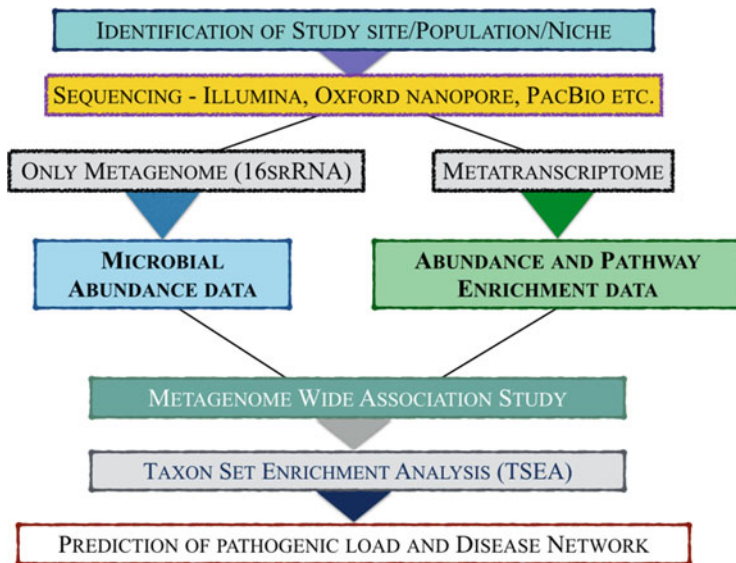 Identification of Study site/Population/Niche
Sequencing - Illumina, Oxford nanopore, PacBio etc.
Only Metagenome (16srRNA)
Metatranscriptome
Microbial
Abundance data
Abundance and Pathway
Enrichment data
Metagenome Wide Association Study
Taxon Set Enrichment Analysis (TSEA)
Prediction of pathogenic load and Disease Network